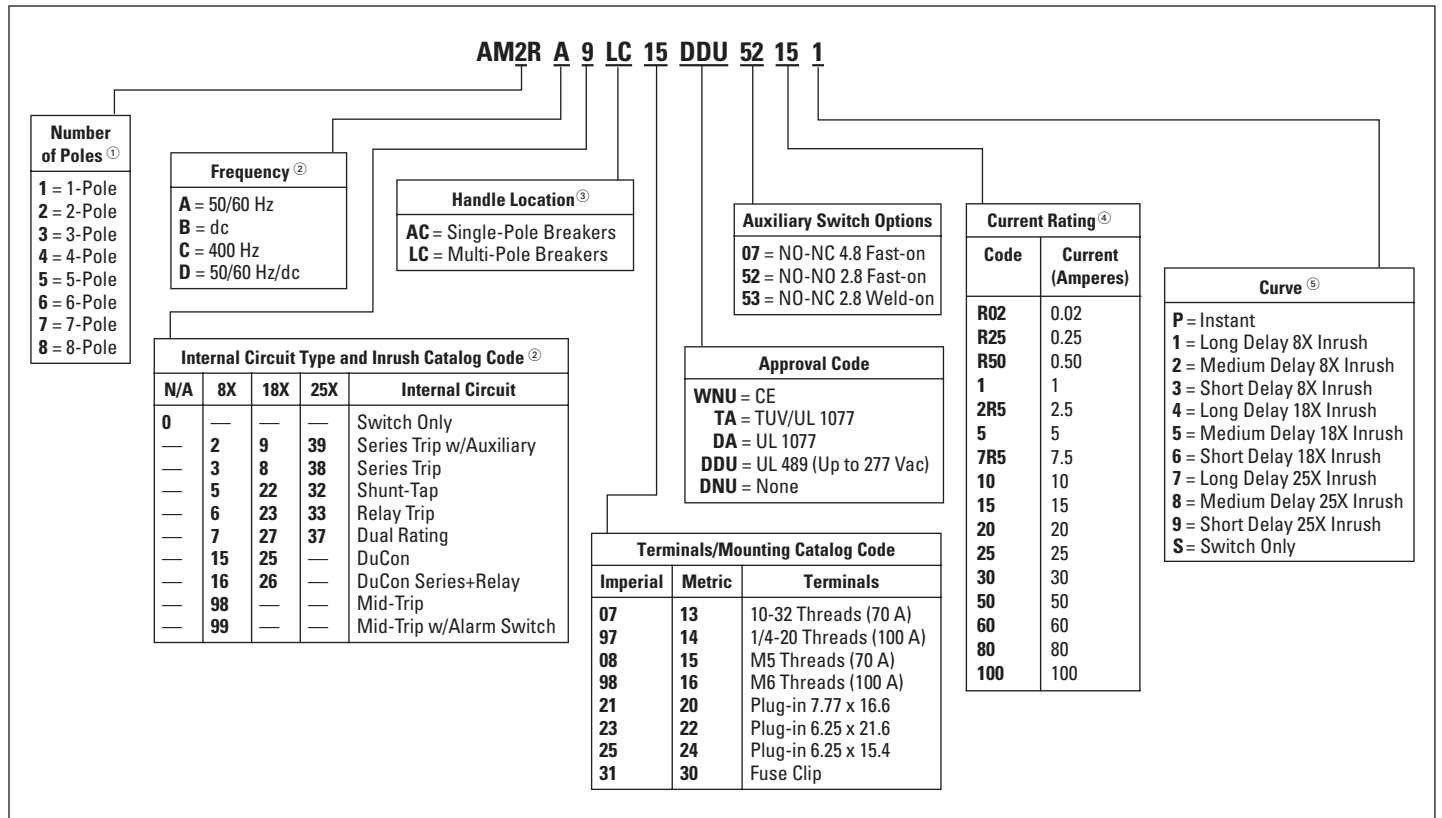 AM2R A 9 LC 15 DDU 52 15 1
Number
of Poles ①
1 = 1-Pole
2 = 2-Pole
3 = 3-Pole
4 = 4-Pole
5 = 5-Pole
6 = 6-Pole
7 = 7-Pole
8 = 8-Pole
Frequency ②
A = 50/60 Hz
B = dc
C = 400 Hz
D = 50/60 Hz/dc
Handle Location ③
AC = Single-Pole Breakers
LC = Multi-Pole Breakers
Internal Circuit Type and Inrush Catalog Code ②
N/A 8X 18X 25X Internal Circuit
0 — — — Switch Only
— 2 9 39 Series Trip w/Auxiliary
— 3 8 38 Series Trip
— 5 22 32 Shunt-Tap
— 6 23 33 Relay Trip
— 7 27 37 Dual Rating
— 15 25 — DuCon
— 16 26 — DuCon Series+Relay
— 98 — — Mid-Trip
— 99 — — Mid-Trip w/Alarm Switch
Auxiliary Switch Options
07 = NO-NC 4.8 Fast-on
52 = NO-NO 2.8 Fast-on
53 = NO-NC 2.8 Weld-on
Approval Code
WNU = CE
TA = TUV/UL 1077
DA = UL 1077
DDU = UL 489 (Up to 277 Vac)
DNU = None
Terminals/Mounting Catalog Code
Imperial Metric Terminals
07 13 10-32 Threads (70 A)
97 14 1/4-20 Threads (100 A)
08 15 M5 Threads (70 A)
98 16 M6 Threads (100 A)
21 20 Plug-in 7.77 x 16.6
23 22 Plug-in 6.25 x 21.6
25 24 Plug-in 6.25 x 15.4
31 30 Fuse Clip
Current Rating ④
Code Current
(Amperes)
R02 0.02
R25 0.25
R50 0.50
1 1
2R5 2.5
5 5
7R5 7.5
10 10
15 15
20 20
25 25
30 30
50 50
60 60
80 80
100 100
Curve ⑤
P = Instant
1 = Long Delay 8X Inrush
2 = Medium Delay 8X Inrush
3 = Short Delay 8X Inrush
4 = Long Delay 18X Inrush
5 = Medium Delay 18X Inrush
6 = Short Delay 18X Inrush
7 = Long Delay 25X Inrush
8 = Medium Delay 25X Inrush
9 = Short Delay 25X Inrush
S = Switch Only